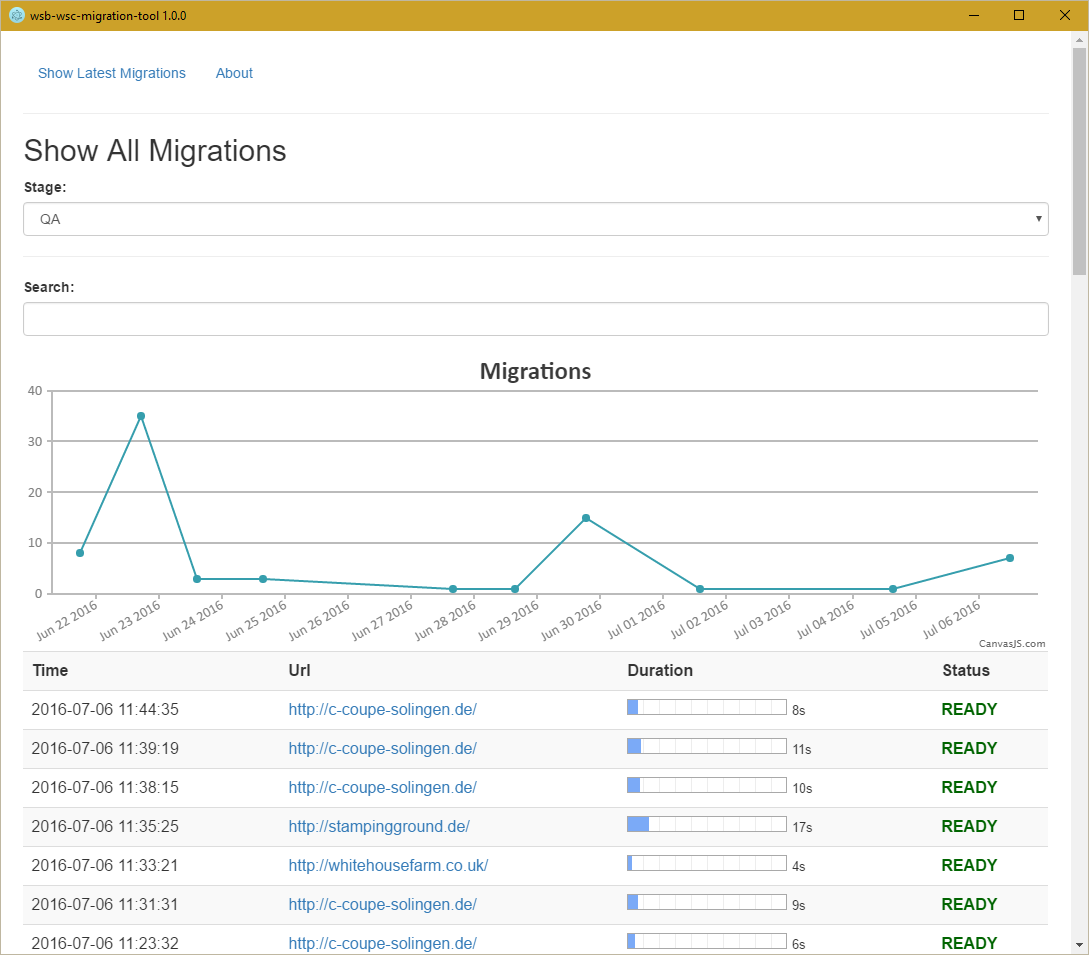 wsb-wsc-migration-tool 1.0.0
Show Latest Migrations About
Show All Migrations
Stage:
QA
Search:
Migrations
40
30
20
10
0
Jun 22 2016 Jun 23 2016 Jun 24 2016 Jun 25 2016 Jun 26 2016 Jun 27 2016 Jun 28 2016 Jun 29 2016 Jun 30 2016 Jul 01 2016 Jul 02 2016 Jul 03 2016 Jul 04 2016 Jul 05 2016 Jul 06 2016
CanvasJS.com
Time Url Duration Status
2016-07-06 11:44:35 http://c-coupe-solingen.de/ 8s READY
2016-07-06 11:39:19 http://c-coupe-solingen.de/ 11s READY
2016-07-06 11:38:15 http://c-coupe-solingen.de/ 10s READY
2016-07-06 11:35:25 http://stampingground.de/ 17s READY
2016-07-06 11:33:21 http://whitehousefarm.co.uk/ 4s READY
2016-07-06 11:31:31 http://c-coupe-solingen.de/ 9s READY
2016-07-06 11:23:32 http://c-coupe-solingen.de/ 6s READY